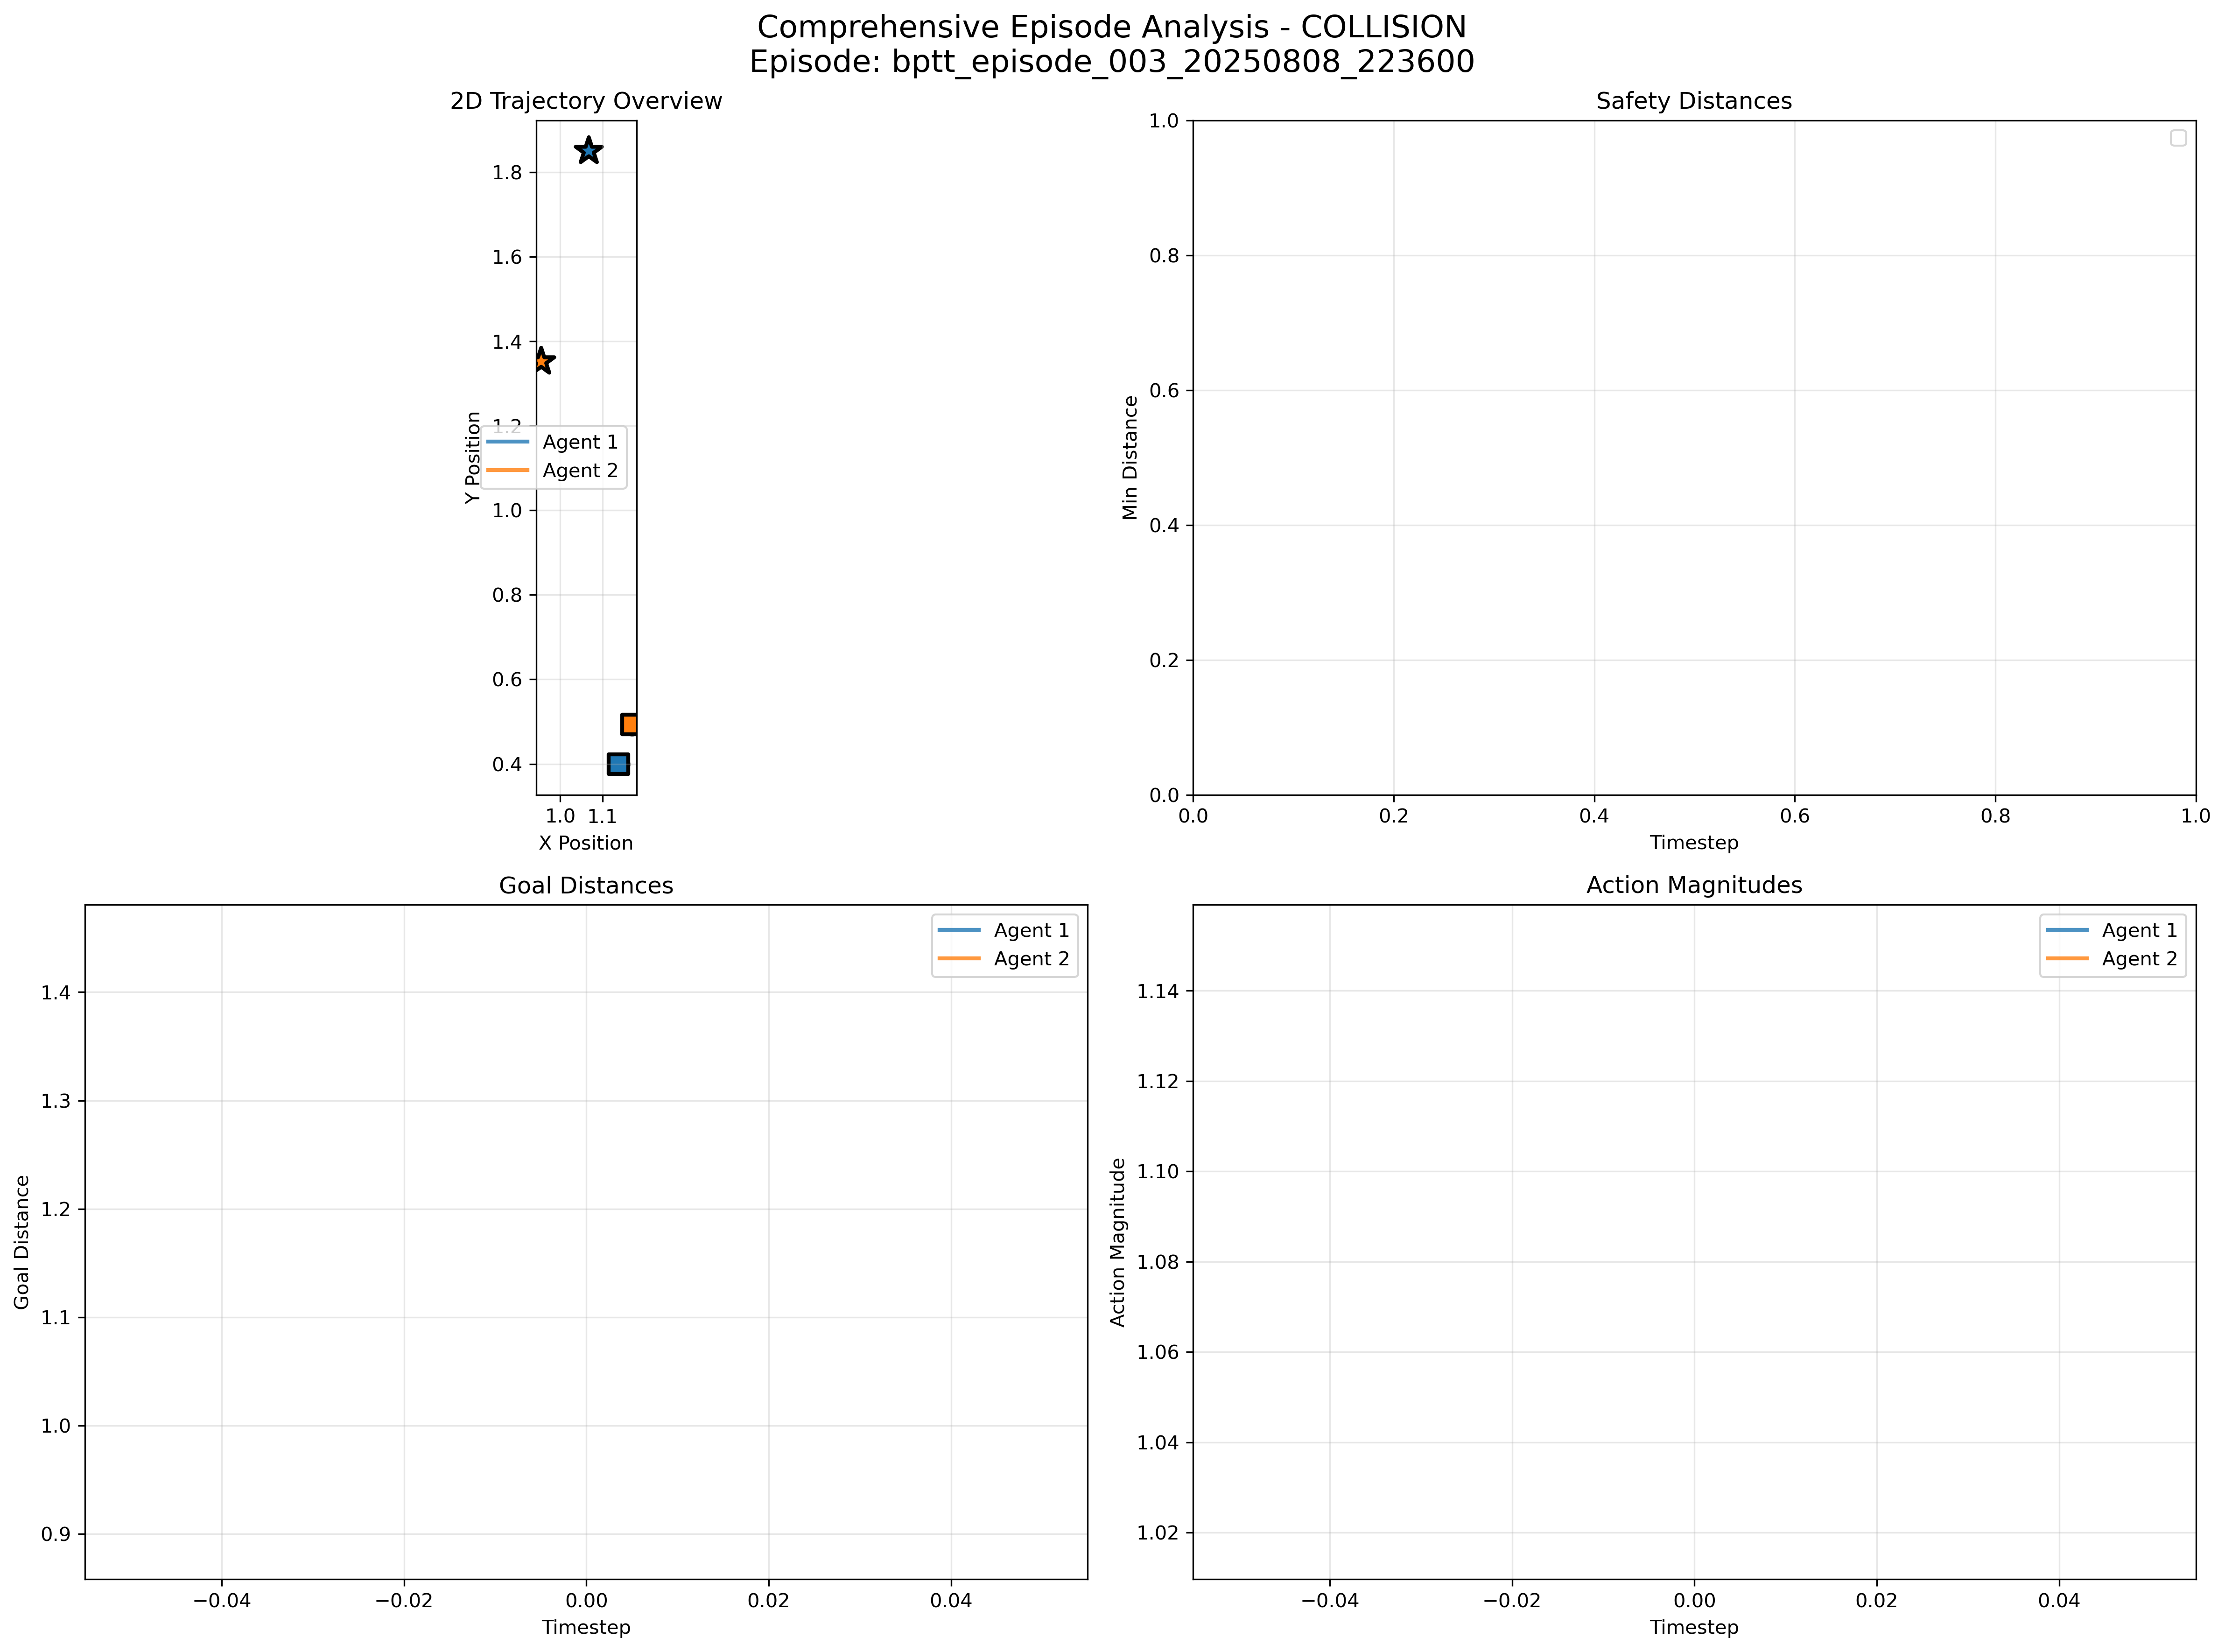 Comprehensive Episode Analysis - COLLISION
Episode: bptt_episode_003_20250808_223600
2D Trajectory Overview
Y Position
1.8
1.6
1.4
1.2
1.0
0.8
0.6
0.4
Agent 1
Agent 2
1.0 1.1
X Position
Safety Distances
Min Distance
1.0
0.8
0.6
0.4
0.2
0.0
0.0 0.2 0.4 0.6 0.8 1.0
Timestep
Goal Distances
Goal Distance
Agent 1
Agent 2
1.4
1.3
1.2
1.1
1.0
0.9
−0.04 −0.02 0.00 0.02 0.04
Timestep
Action Magnitudes
Action Magnitude
Agent 1
Agent 2
1.14
1.12
1.10
1.08
1.06
1.04
1.02
−0.04 −0.02 0.00 0.02 0.04
Timestep